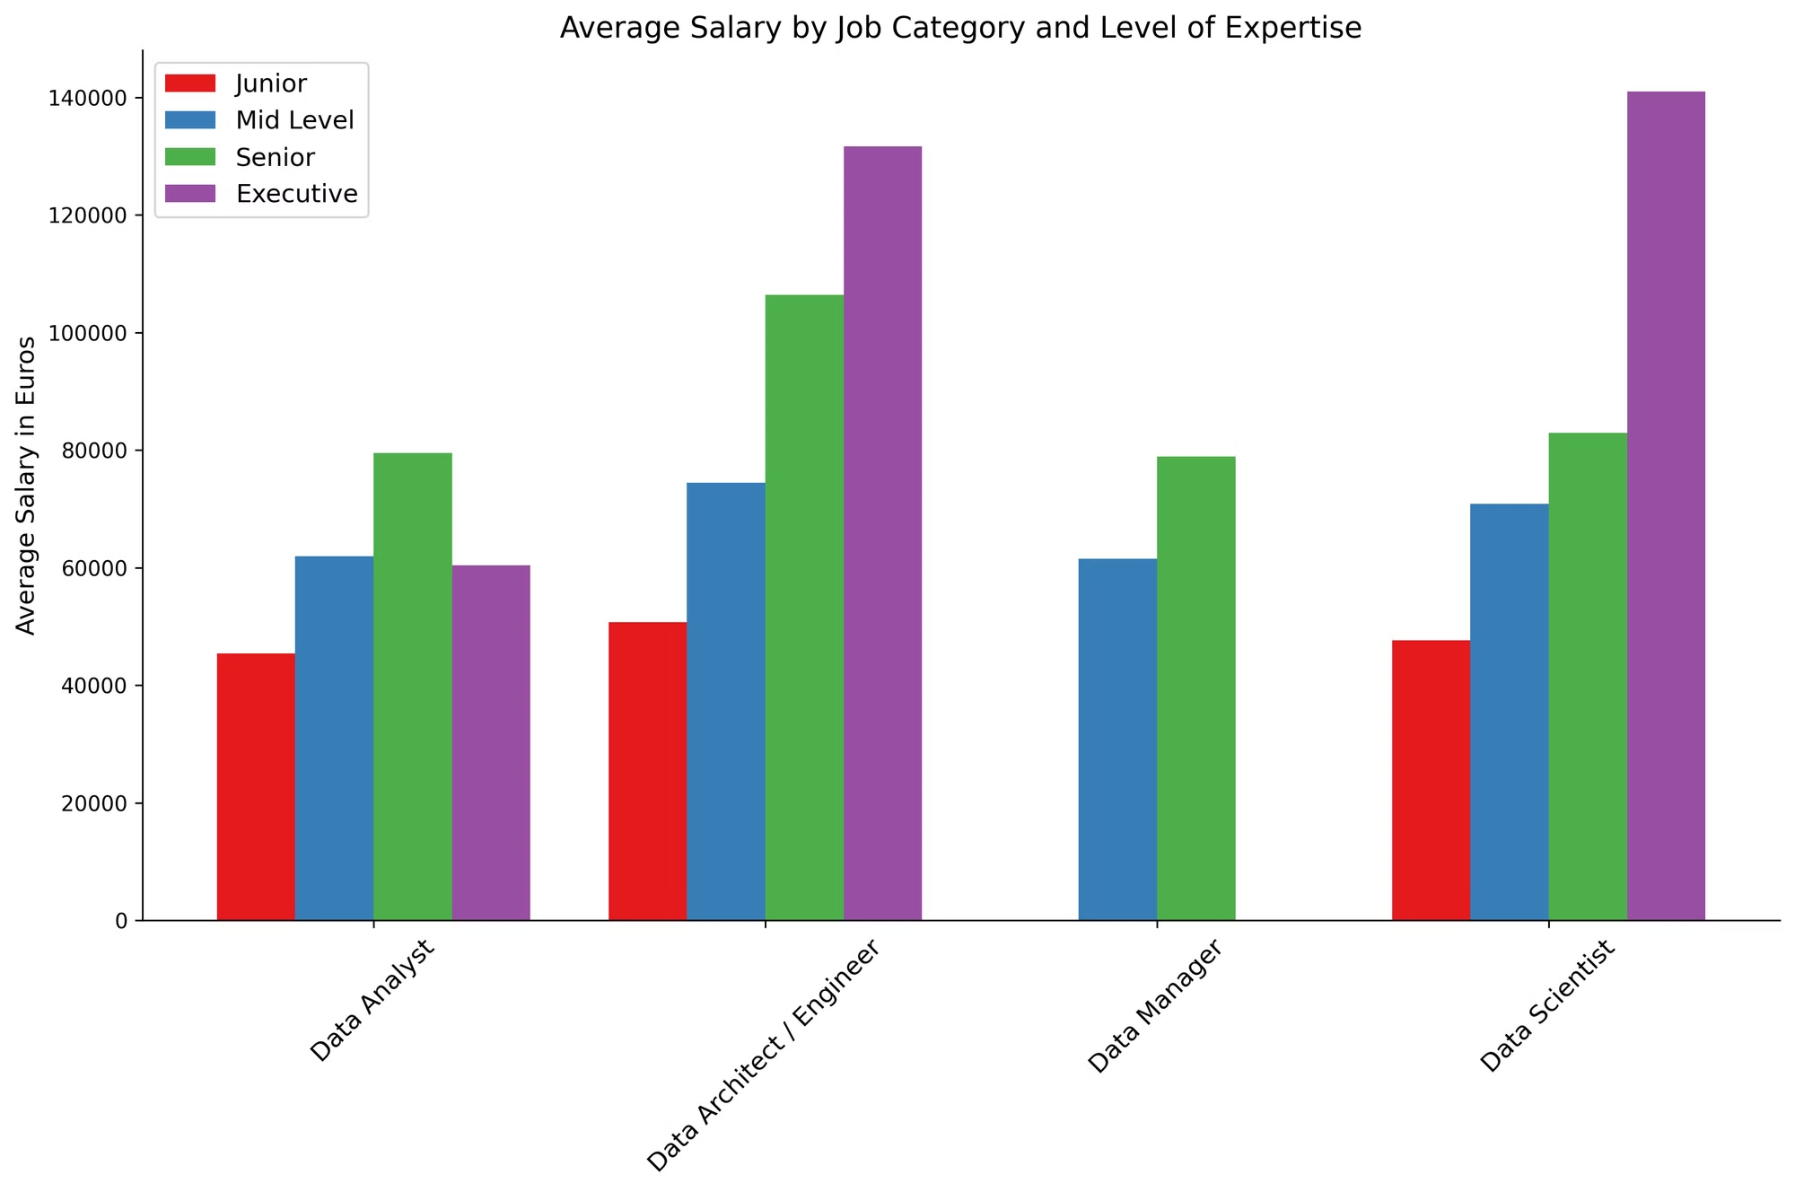 Average Salary by Job Category and Level of Expertise
Junior
Mid Level
Senior
Executive
Average Salary in Euros
140000
120000
100000
80000
60000
40000
20000
0
Data Analyst
Data Architect / Engineer
Data Manager
Data Scientist